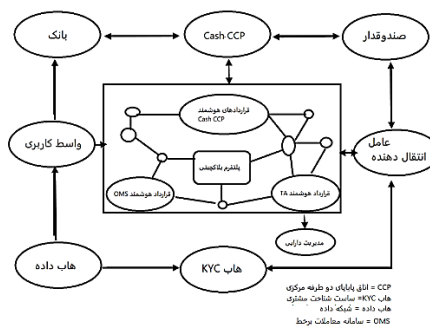 بانک
Cash CCP
صندوقدار
قراردادهای هوشمند
Cash CCP
واسط کاربری
پلتفرم بلاکچینی
عامل
انتقال دهنده
قرارداد هوشمند OMS
قرارداد هوشمند TA
مدیریت دارایی
هاب داده
هاب KYC
CCP = اتاق پایاپای دو طرفه مرکزی
هاب KYC= ساست شناخت مشتری
هاب داده = شبکه داده
OMS = سامانه معاملات برخط